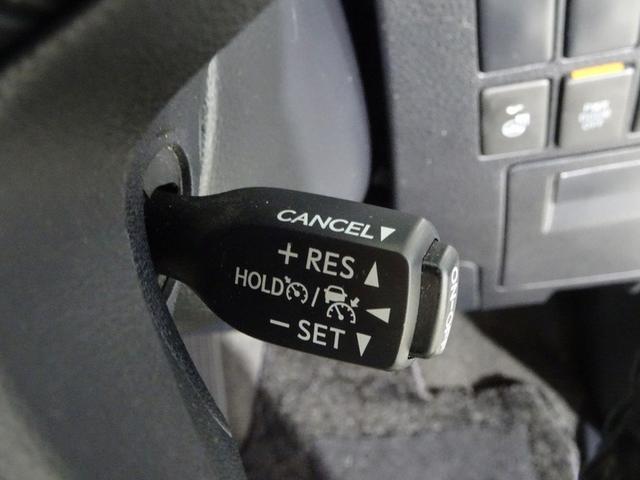 CANCEL▼
+ RES ▲
HOLD / ◀
− SET ▼
ON·OFF